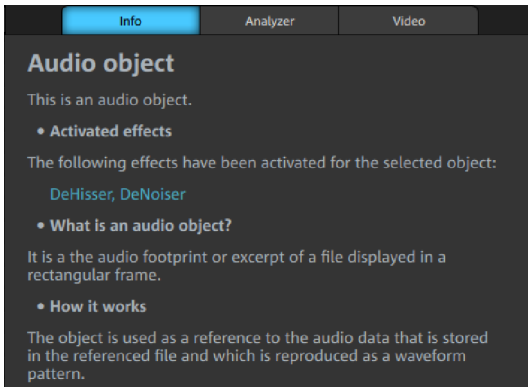 Info Analyzer Video
Audio object
This is an audio object.
• Activated effects
The following effects have been activated for the selected object:
DeHisser, DeNoiser
• What is an audio object?
It is a the audio footprint or excerpt of a file displayed in a
rectangular frame.
• How it works
The object is used as a reference to the audio data that is stored
in the referenced file and which is reproduced as a waveform
pattern.